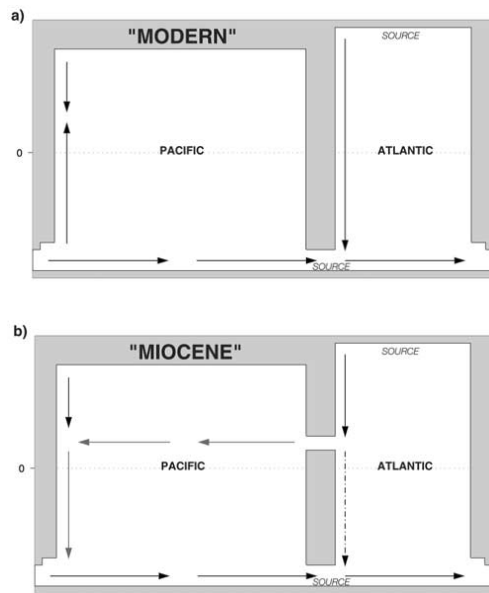 a)
"MODERN"
SOURCE
0
PACIFIC
ATLANTIC
SOURCE
b)
"MIOCENE"
SOURCE
0
PACIFIC
ATLANTIC
SOURCE